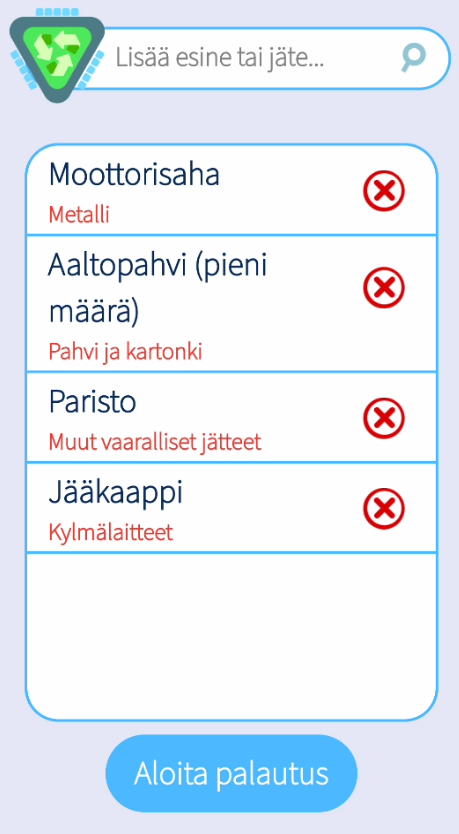 Lisää esine tai jäte...
Moottorisaha
Metalli
Aaltopahvi (pieni
määrä)
Pahvi ja kartonki
Paristo
Muut vaaralliset jätteet
Jääkaappi
Kylmälaitteet
Aloita palautus